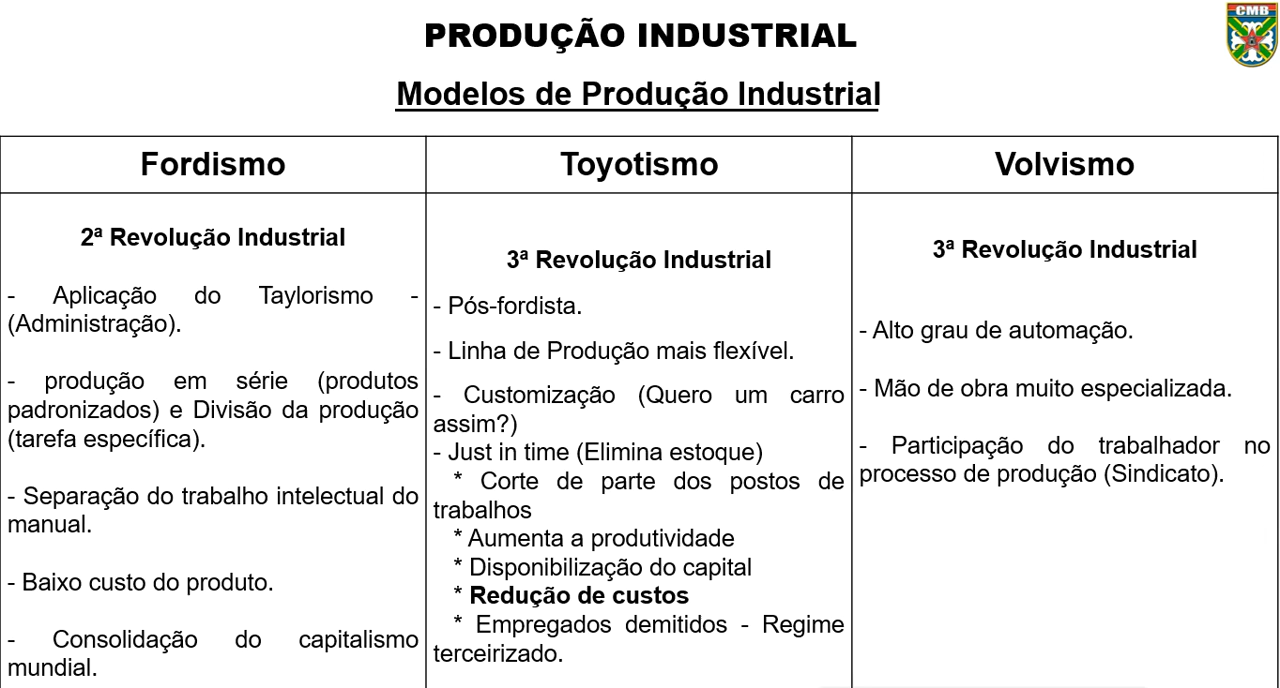 PRODUÇÃO INDUSTRIAL
CMB
Modelos de Produção Industrial
Fordismo
2ª Revolução Industrial
- Aplicação do Taylorismo -
(Administração).
- produção em série (produtos
padronizados) e Divisão da produção
(tarefa específica).
- Separação do trabalho intelectual do
manual.
- Baixo custo do produto.
- Consolidação do capitalismo
mundial.
Toyotismo
3ª Revolução Industrial
- Pós-fordista.
- Linha de Produção mais flexível.
- Customização (Quero um carro
assim?)
- Just in time (Elimina estoque)
* Corte de parte dos postos de
trabalhos
* Aumenta a produtividade
* Disponibilização do capital
* Redução de custos
* Empregados demitidos - Regime
terceirizado.
Volvismo
3ª Revolução Industrial
- Alto grau de automação.
- Mão de obra muito especializada.
- Participação do trabalhador no
processo de produção (Sindicato).